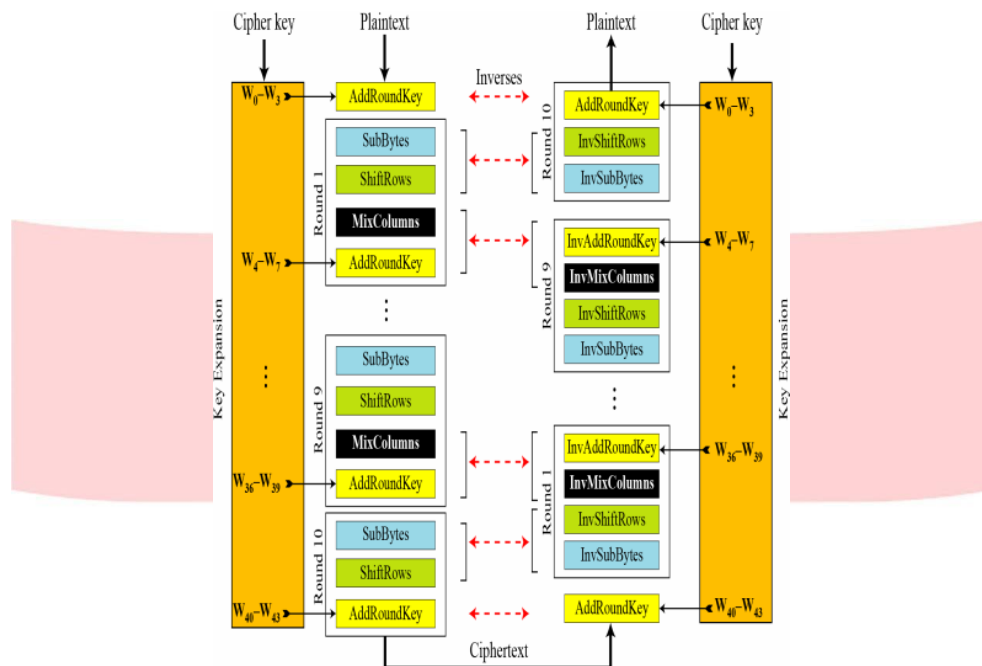 Cipher key
Plaintext
Plaintext
Cipher key
Inverses
W0–W3
AddRoundKey
AddRoundKey
W0–W3
Round 1
SubBytes
ShiftRows
MixColumns
W4–W7
AddRoundKey
Round 10
InvShiftRows
InvSubBytes
Round 9
InvAddRoundKey
W4–W7
InvMixColumns
InvShiftRows
InvSubBytes
⋮
⋮
Key Expansion
⋮
Key Expansion
⋮
Round 9
SubBytes
ShiftRows
MixColumns
W36–W39
AddRoundKey
Round 1
InvAddRoundKey
W36–W39
InvMixColumns
InvShiftRows
InvSubBytes
Round 10
SubBytes
ShiftRows
W40–W43
AddRoundKey
AddRoundKey
W40–W43
Ciphertext